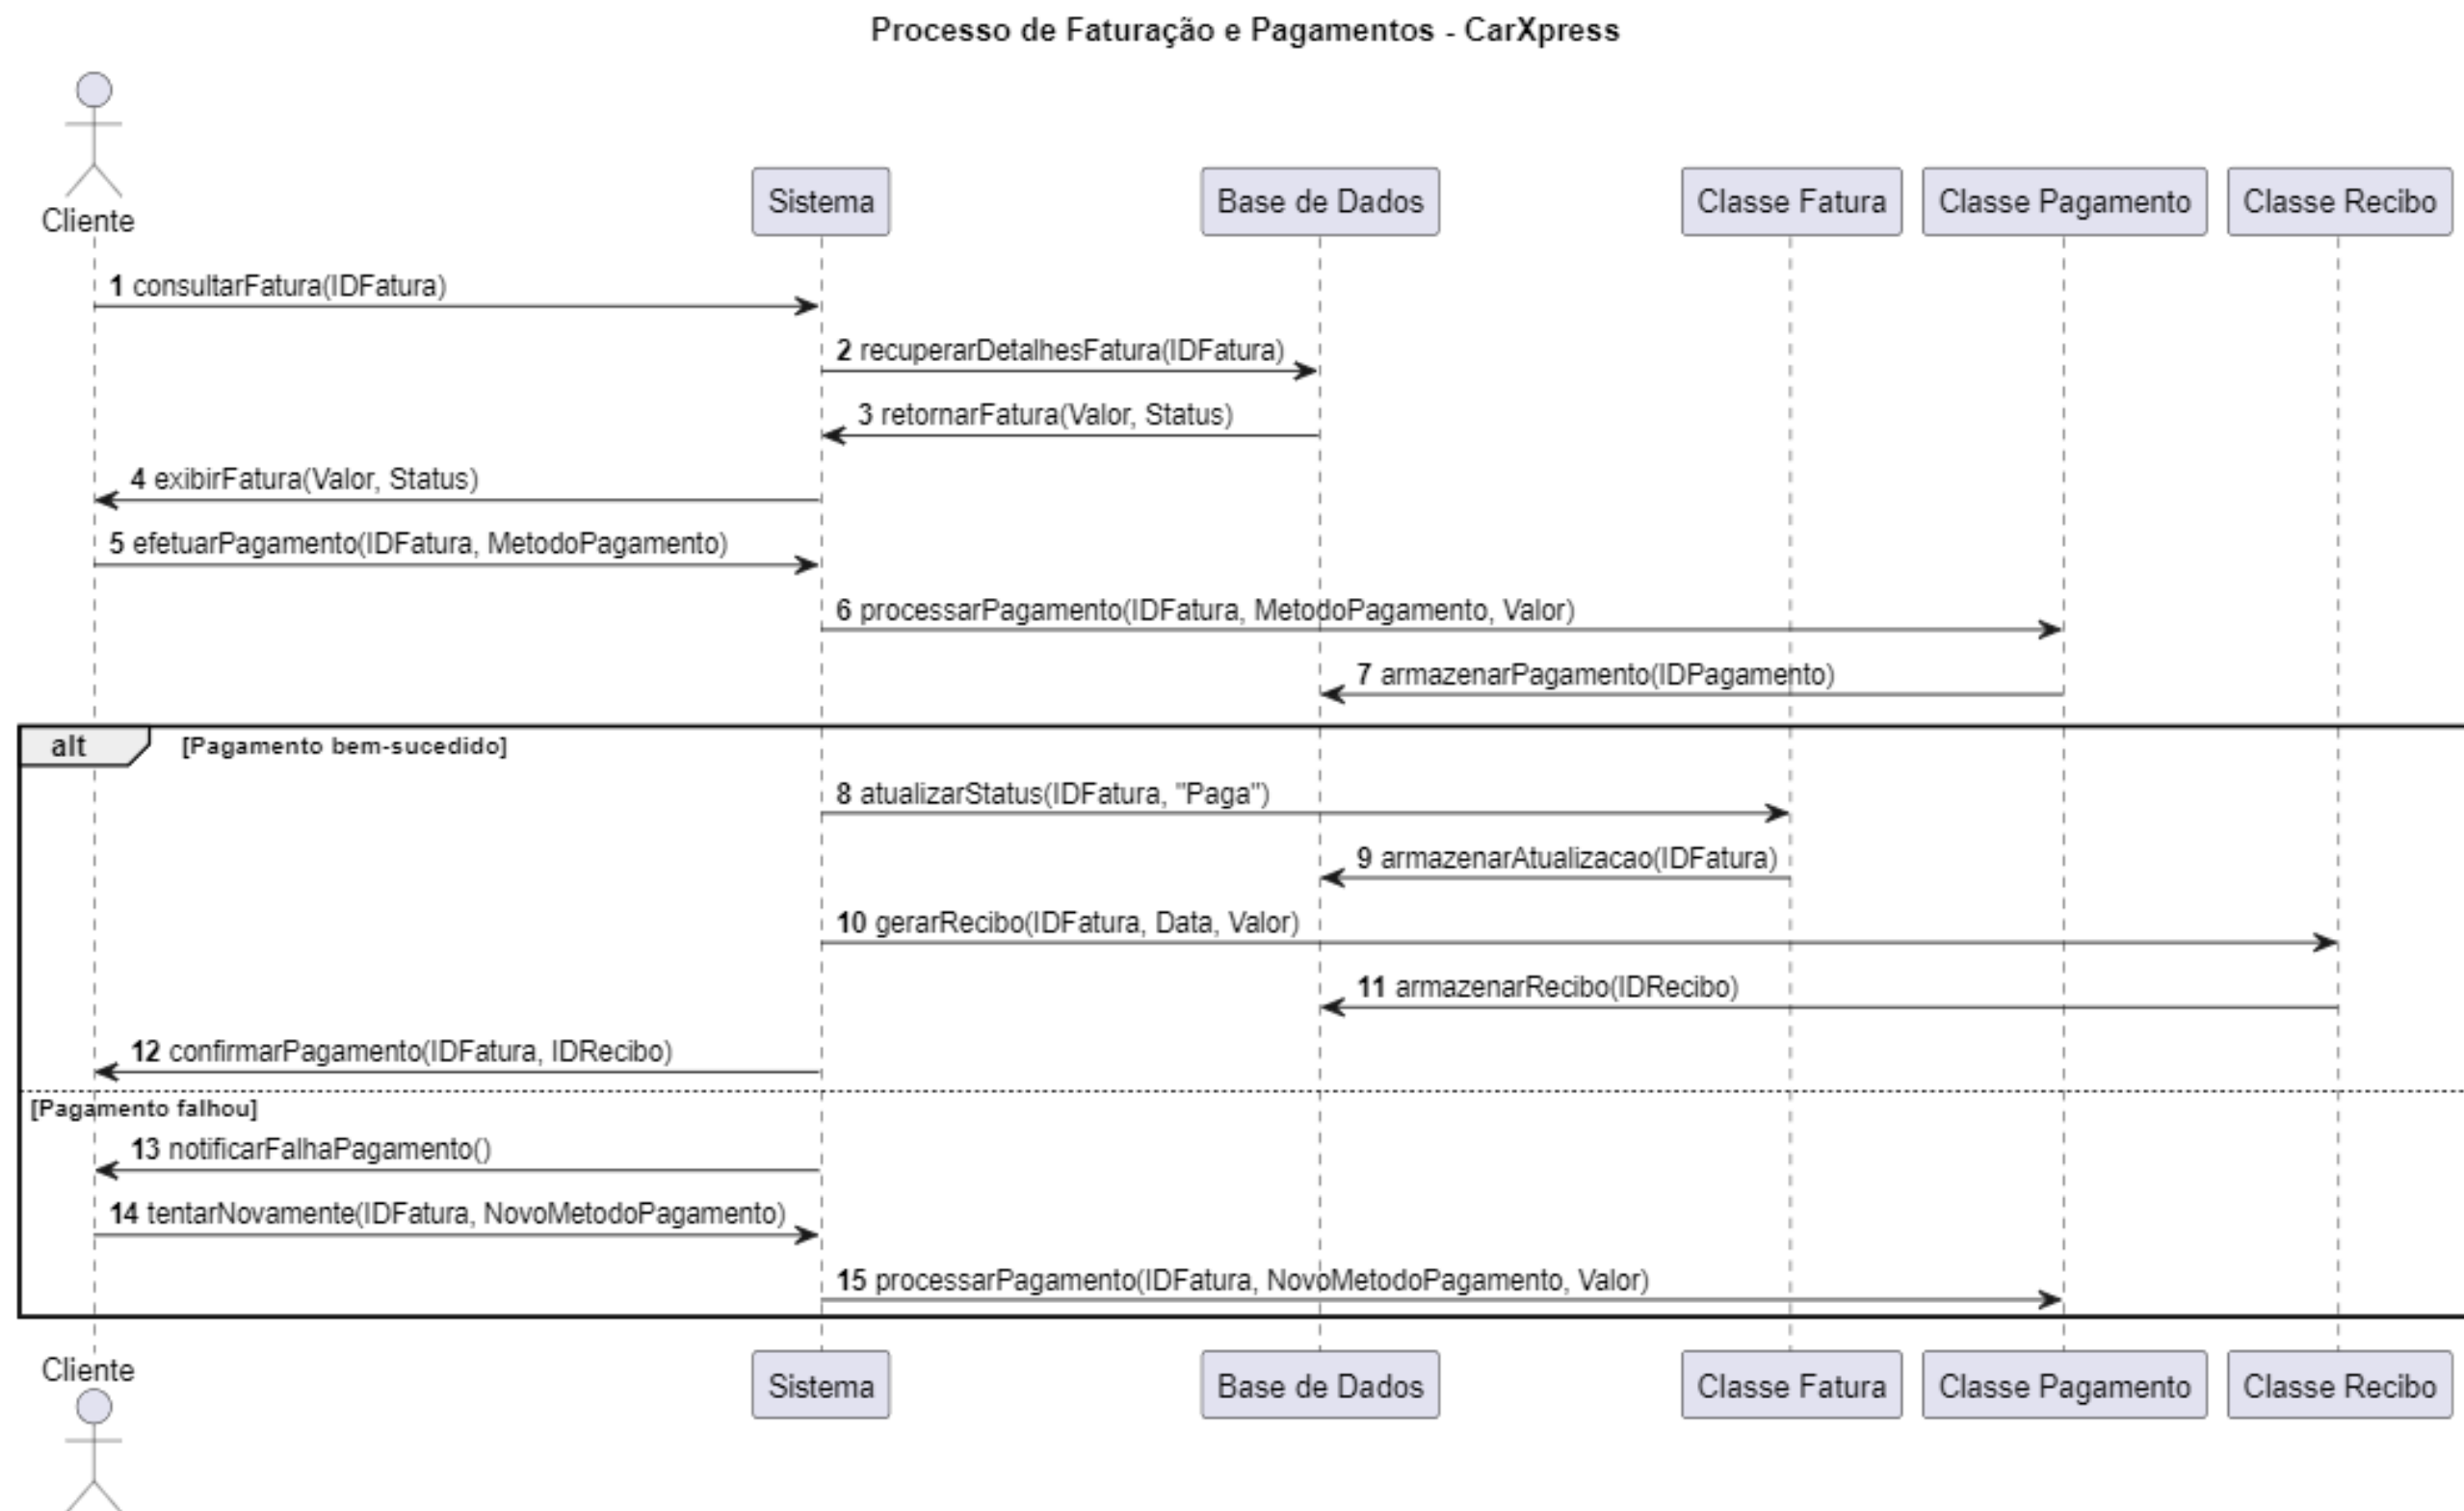 Processo de Faturação e Pagamentos - CarXpress
Cliente
Sistema
Base de Dados
Classe Fatura
Classe Pagamento
Classe Recibo
1 consultarFatura(IDFatura)
2 recuperarDetalhesFatura(IDFatura)
3 retornarFatura(Valor, Status)
4 exibirFatura(Valor, Status)
5 efetuarPagamento(IDFatura, MetodoPagamento)
6 processarPagamento(IDFatura, MetodoPagamento, Valor)
7 armazenarPagamento(IDPagamento)
alt [Pagamento bem-sucedido]
8 atualizarStatus(IDFatura, "Paga")
9 armazenarAtualizacao(IDFatura)
10 gerarRecibo(IDFatura, Data, Valor)
11 armazenarRecibo(IDRecibo)
12 confirmarPagamento(IDFatura, IDRecibo)
[Pagamento falhou]
13 notificarFalhaPagamento()
14 tentarNovamente(IDFatura, NovoMetodoPagamento)
15 processarPagamento(IDFatura, NovoMetodoPagamento, Valor)
Cliente
Sistema
Base de Dados
Classe Fatura
Classe Pagamento
Classe Recibo